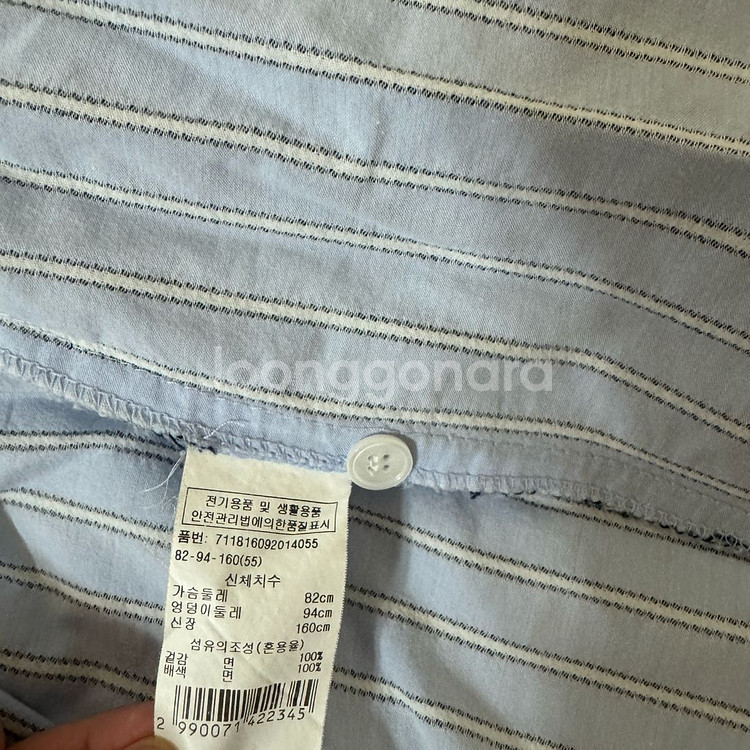 joonggonara
전기용품 및 생활용품
안전관리법에의한품질표시
품번: 711816092014055
82-94-160(55)
신체치수
가슴둘레 82cm
엉덩이둘레 94cm
신장 160cm
섬유의조성(혼용율)
겉감 면 100%
배색 면 100%
2 990071 422345